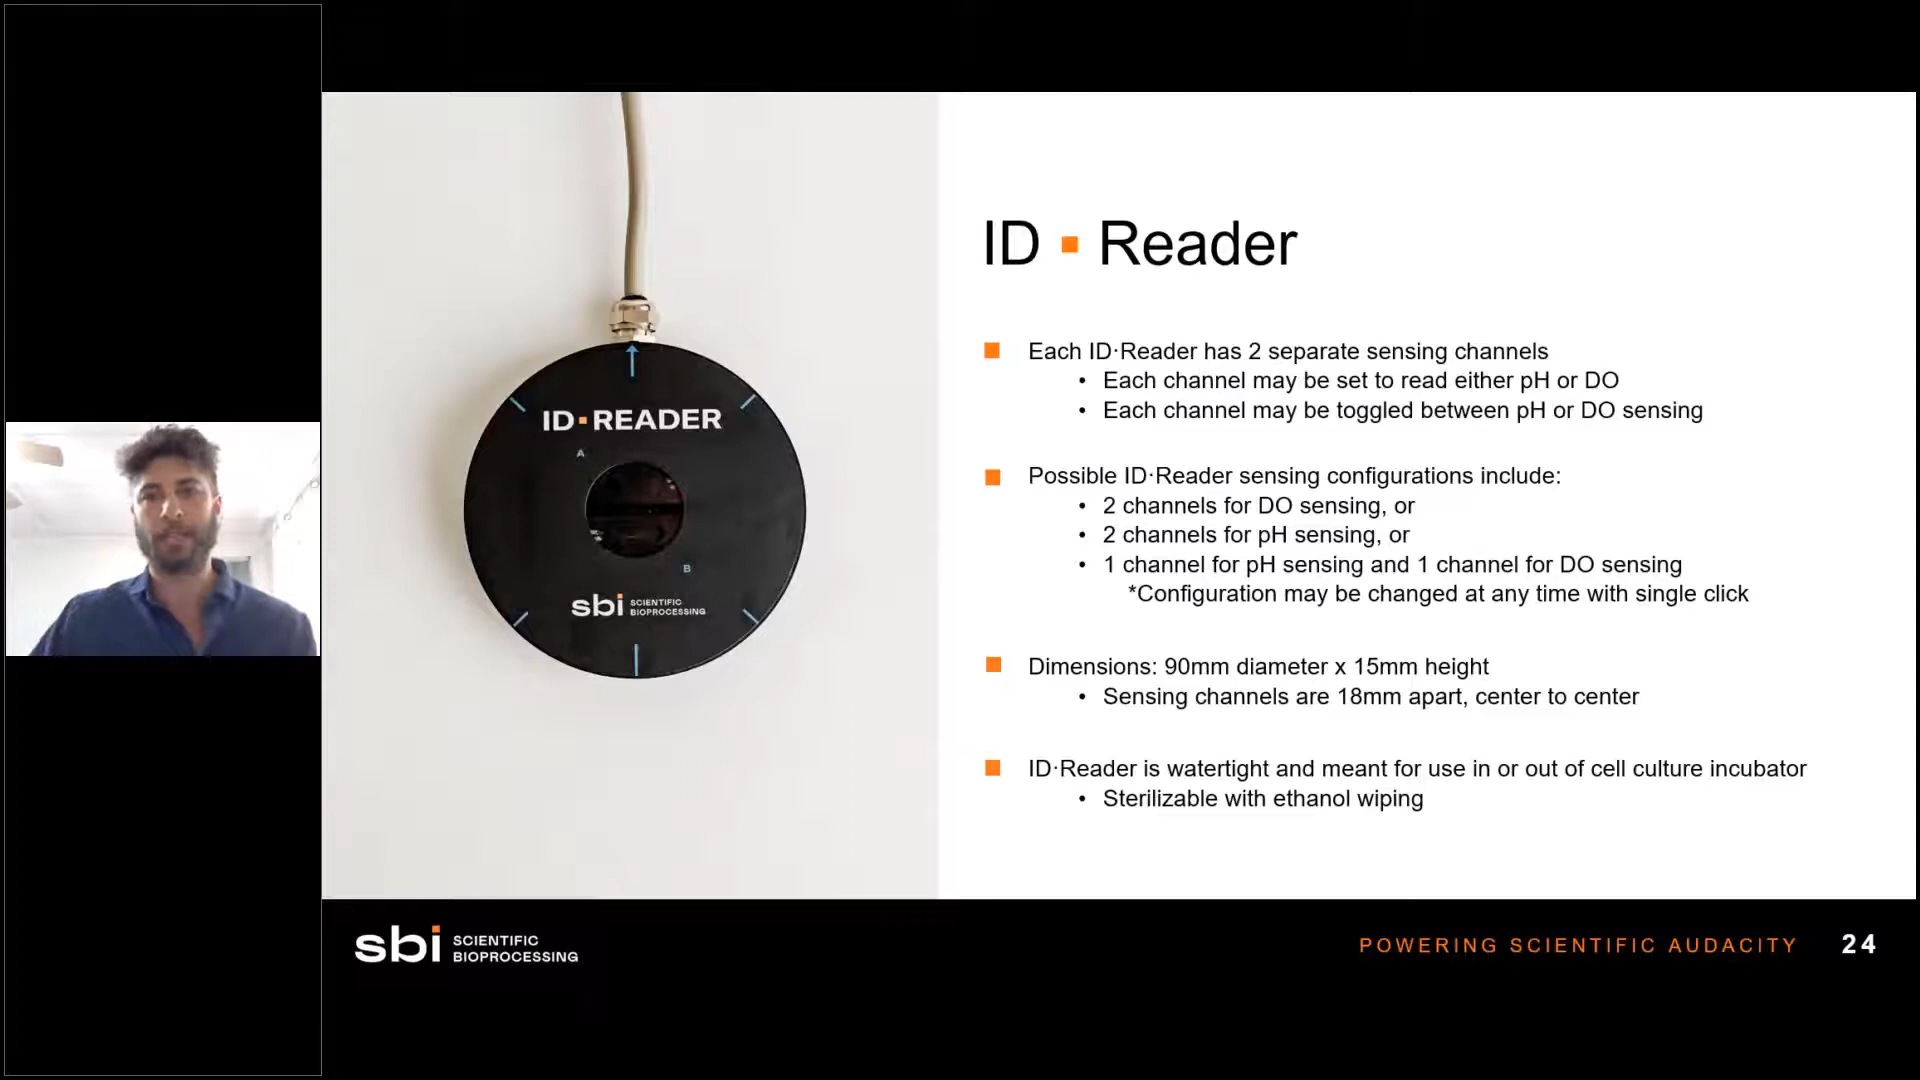 ID ▪ Reader
Each ID·Reader has 2 separate sensing channels
• Each channel may be set to read either pH or DO
• Each channel may be toggled between pH or DO sensing
Possible ID·Reader sensing configurations include:
• 2 channels for DO sensing, or
• 2 channels for pH sensing, or
• 1 channel for pH sensing and 1 channel for DO sensing
*Configuration may be changed at any time with single click
Dimensions: 90mm diameter x 15mm height
• Sensing channels are 18mm apart, center to center
ID·Reader is watertight and meant for use in or out of cell culture incubator
• Sterilizable with ethanol wiping
ID▪READER
A
B
sbi SCIENTIFIC
BIOPROCESSING
sbi SCIENTIFIC
BIOPROCESSING
POWERING SCIENTIFIC AUDACITY 24